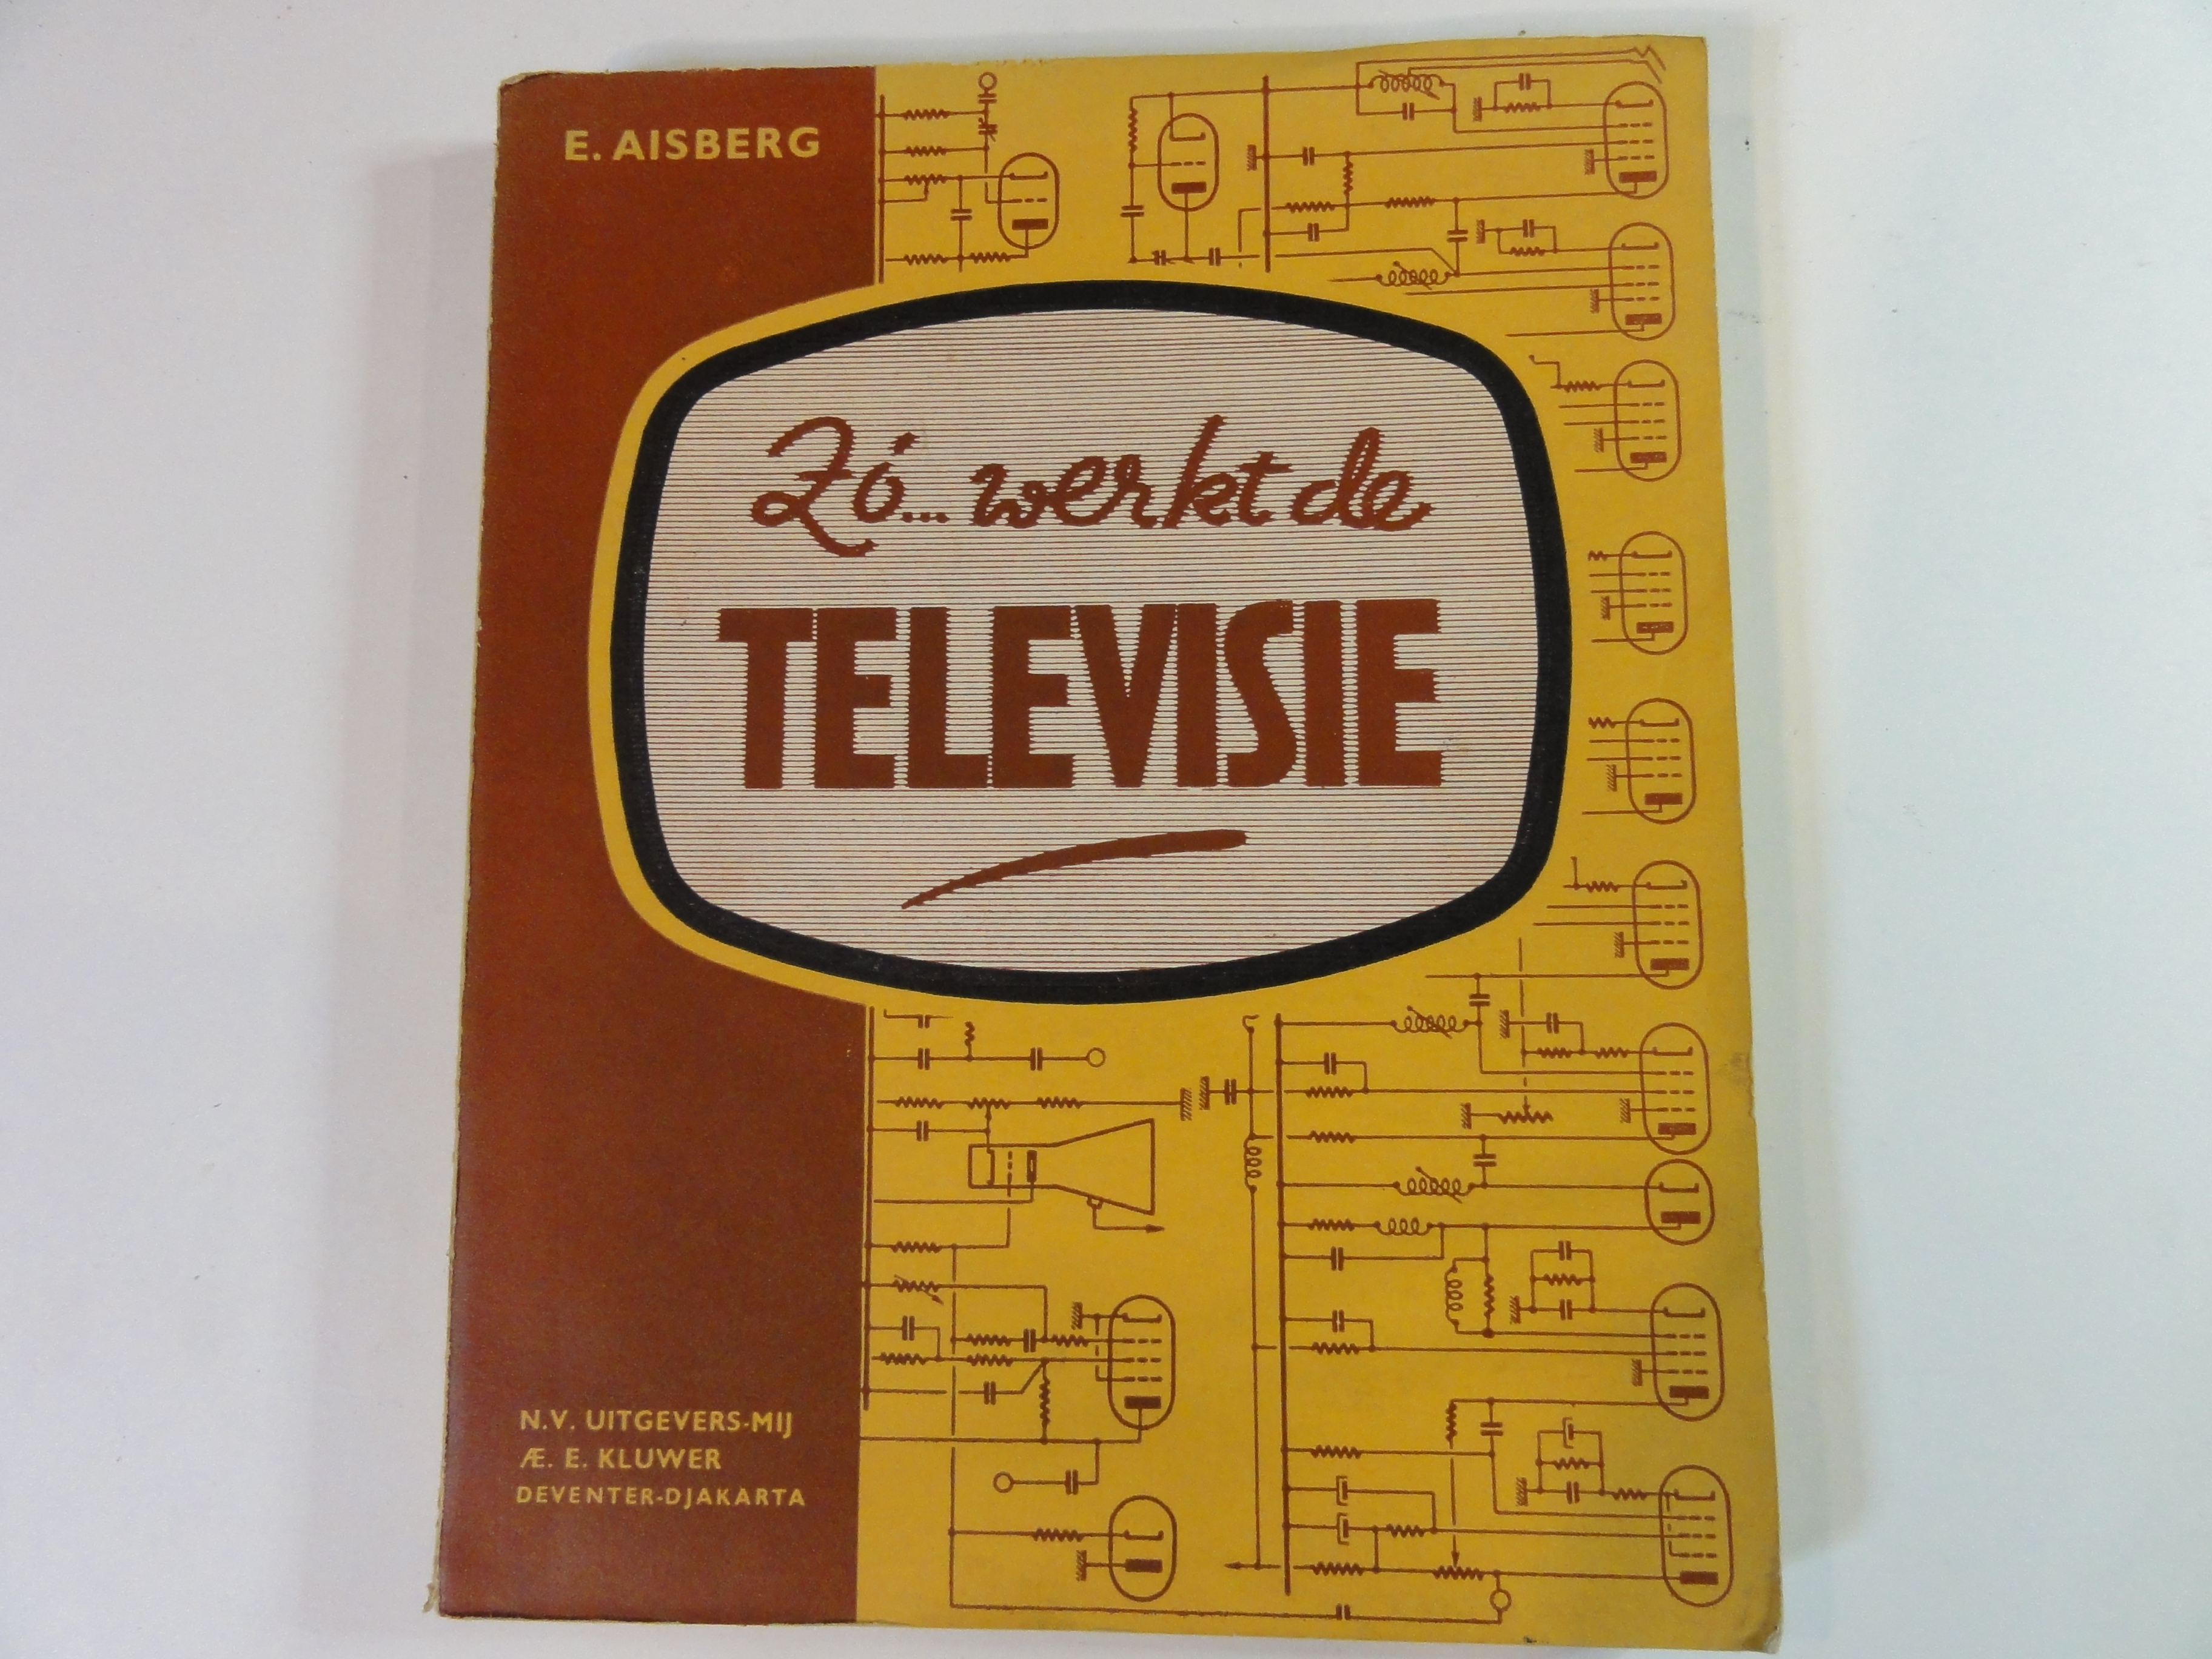 E. AISBERG
Zó... werkt de
TELEVISIE
N.V. UITGEVERS-MIJ
Æ. E. KLUWER
DEVENTER-DJAKARTA